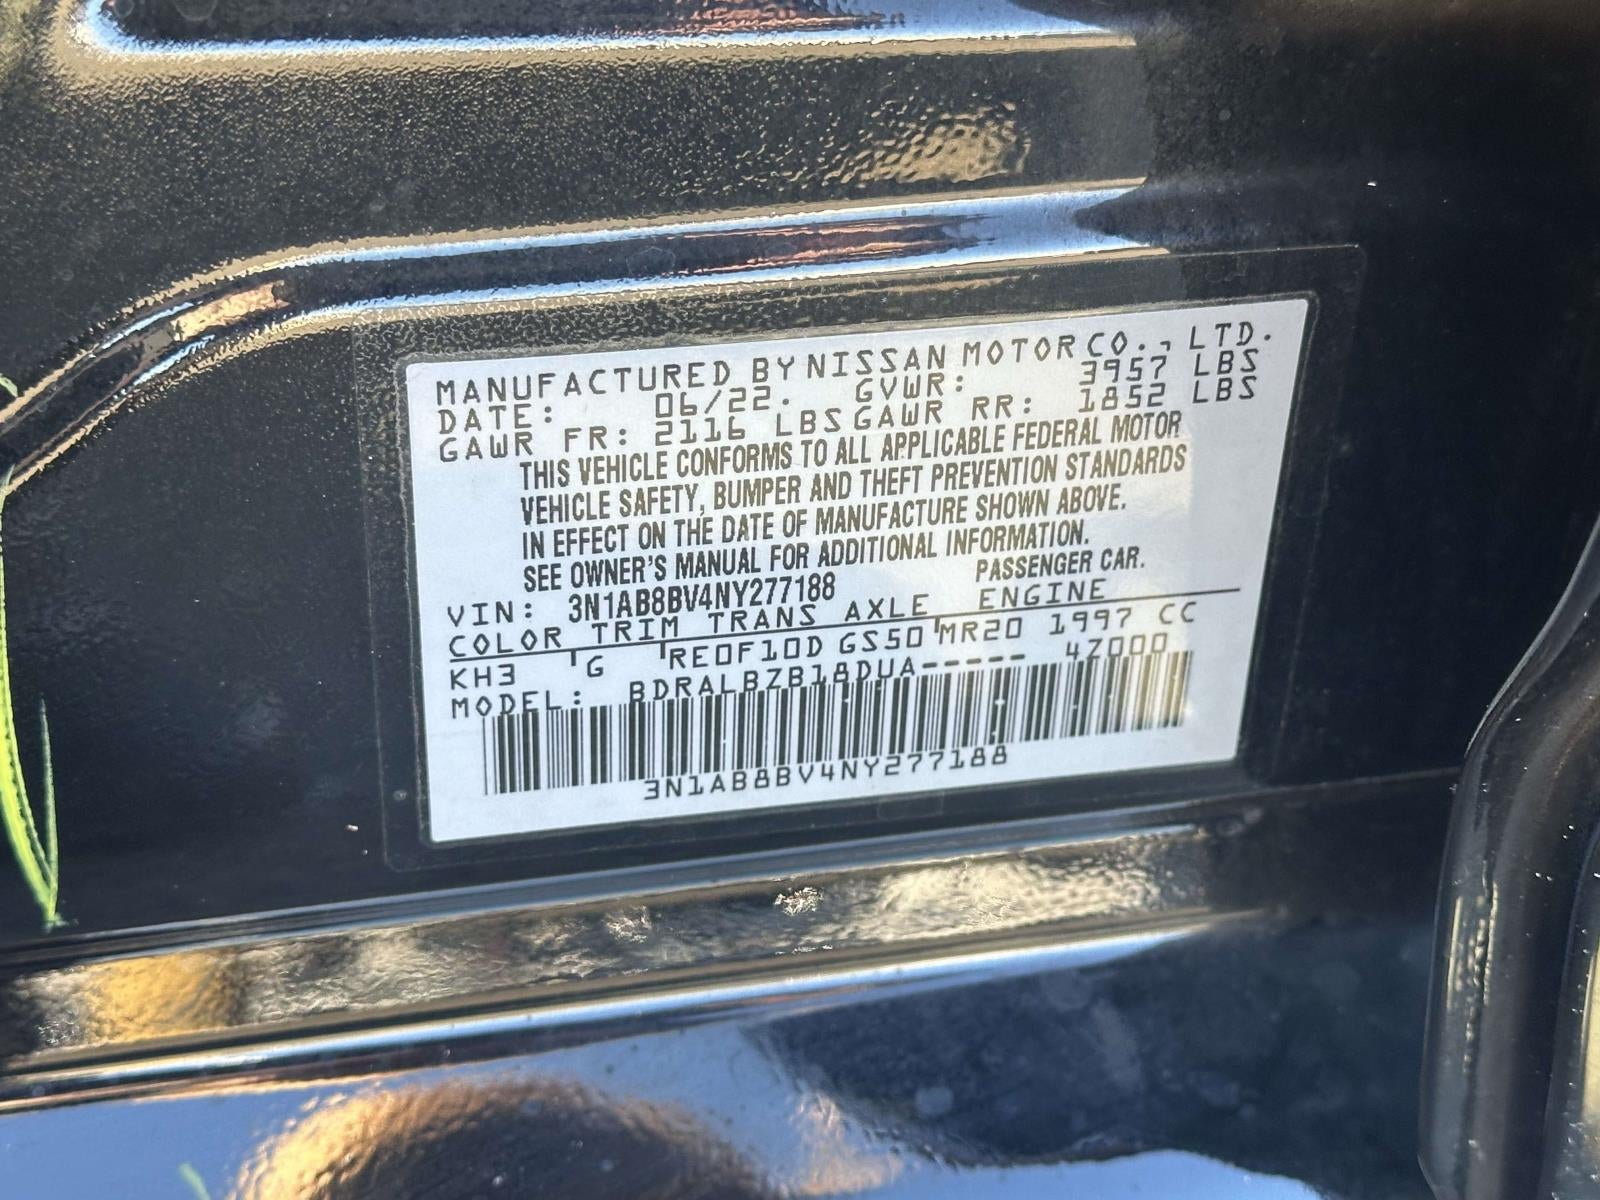 MANUFACTURED BY NISSAN MOTOR CO., LTD.
DATE: 06/22. GVWR: 3957 LBS
GAWR FR: 2116 LBS GAWR RR: 1852 LBS
THIS VEHICLE CONFORMS TO ALL APPLICABLE FEDERAL MOTOR
VEHICLE SAFETY, BUMPER AND THEFT PREVENTION STANDARDS
IN EFFECT ON THE DATE OF MANUFACTURE SHOWN ABOVE.
SEE OWNER'S MANUAL FOR ADDITIONAL INFORMATION.
VIN: 3N1AB8BV4NY277188 PASSENGER CAR.
COLOR TRIM TRANS AXLE ENGINE
KH3 G RE0F10D GS50 MR20 1997 CC
MODEL: BDRALBZB18DUA----- 4Z000
3N1AB8BV4NY277188